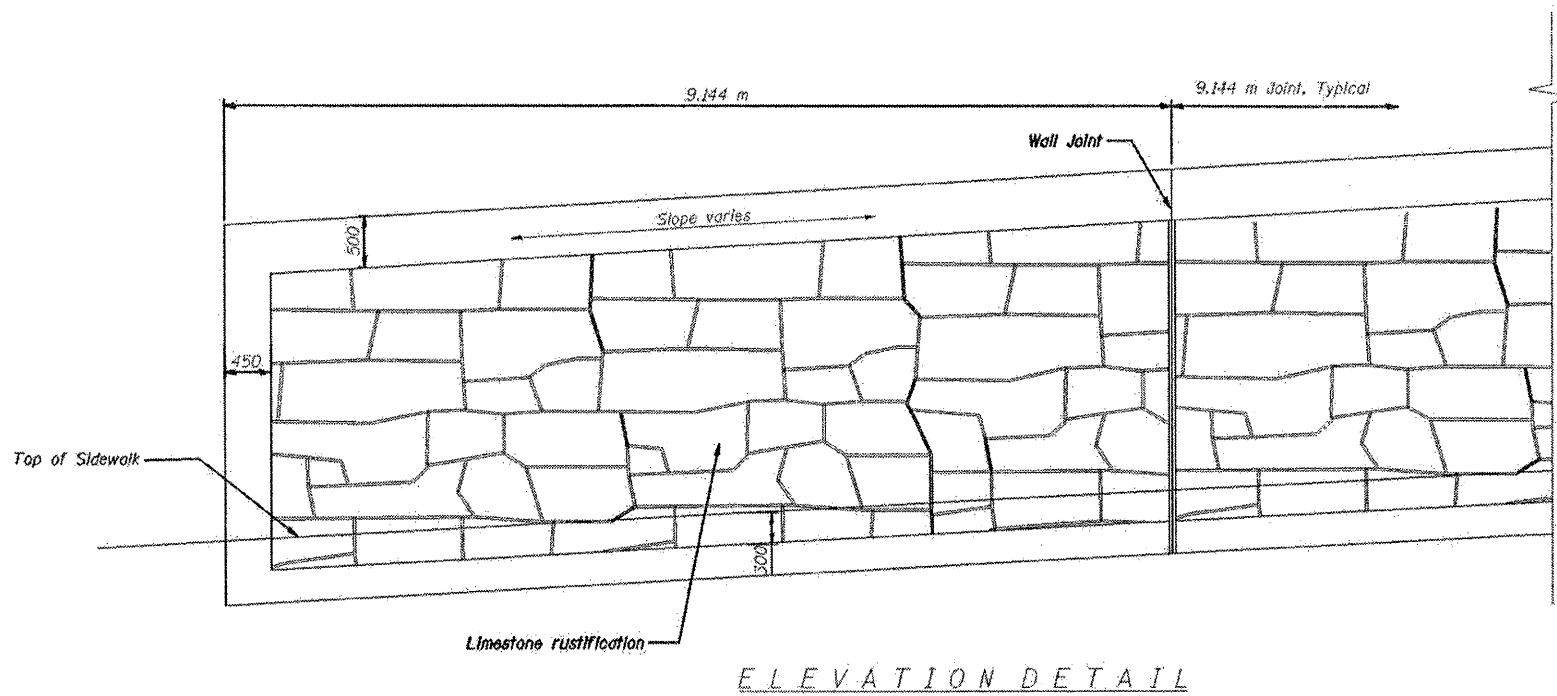 9.144 m
9.144 m Joint, Typical
Wall Joint
Slope varies
500
450
Top of Sidewalk
300
Limestone rustification
ELEVATION DETAIL